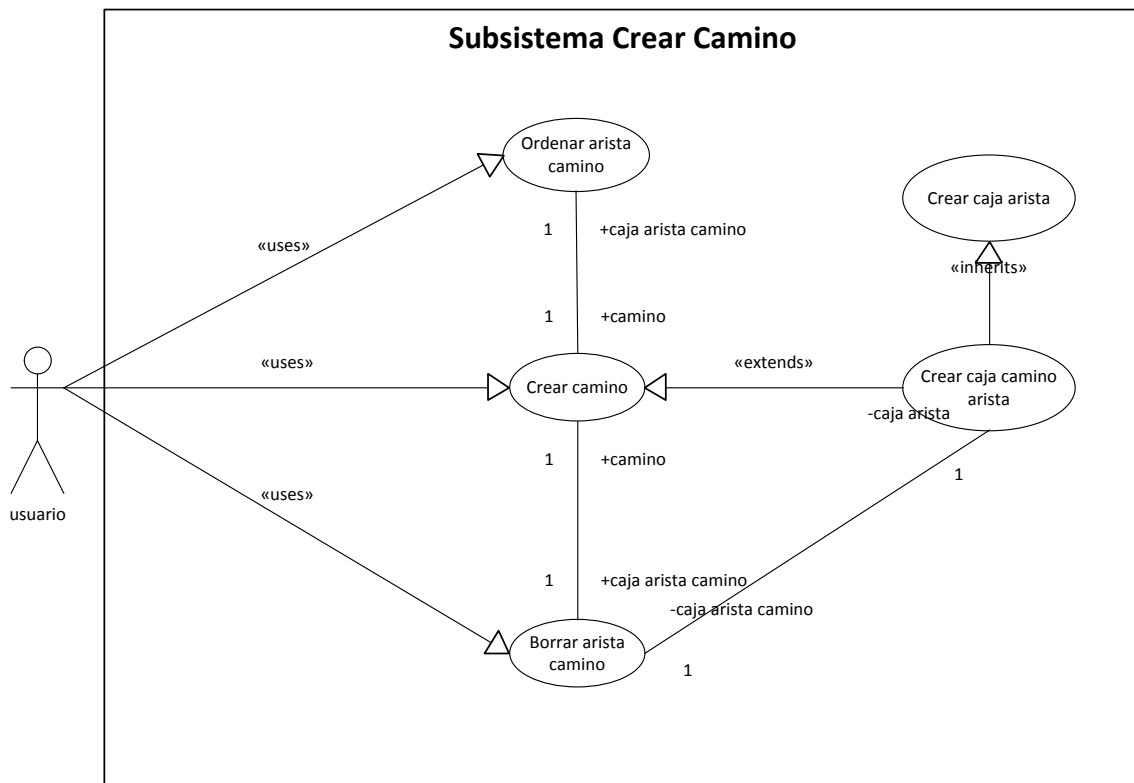 Subsistema Crear Camino
Ordenar arista
camino
Crear caja arista
1
+caja arista camino
«uses»
«inherits»
1
+camino
«uses»
«extends»
Crear camino
Crear caja camino
arista
-caja arista
1
+camino
1
«uses»
usuario
1
+caja arista camino
-caja arista camino
Borrar arista
camino
1